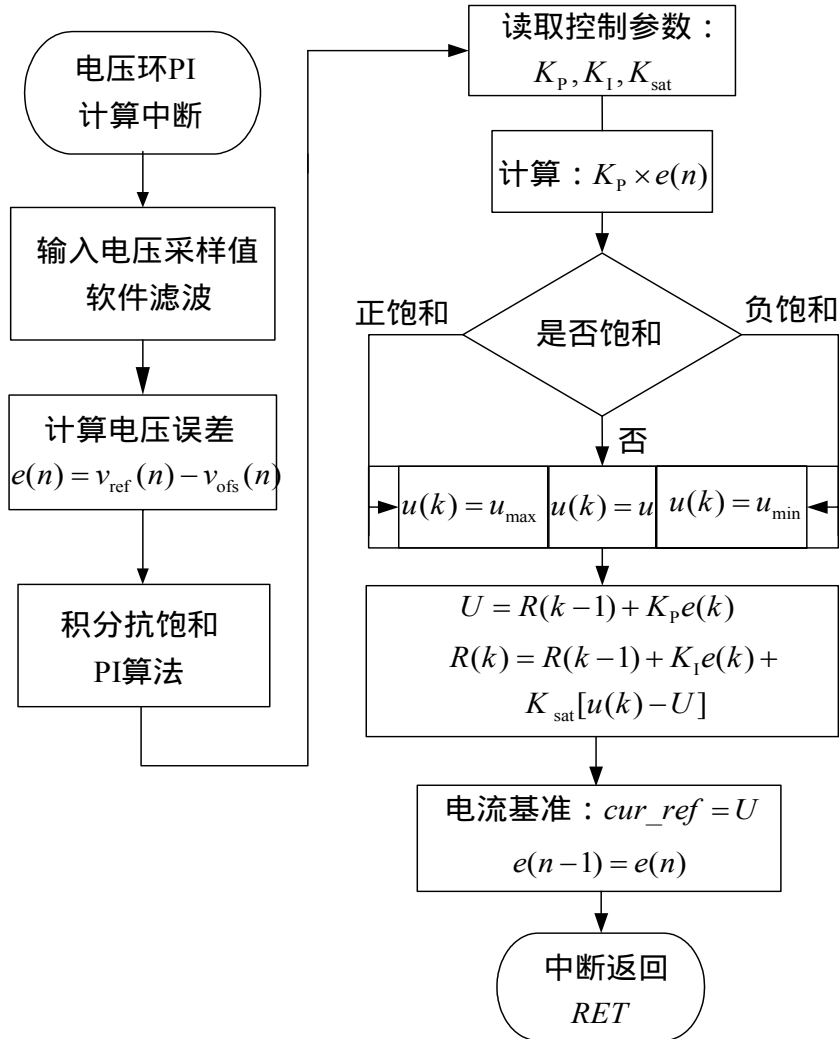 电压环PI
计算中断
输入电压采样值
软件滤波
计算电压误差
e(n) = v_ref(n) − v_ofs(n)
积分抗饱和
PI算法
读取控制参数：
K_P, K_I, K_sat
计算：K_P × e(n)
正饱和
是否饱和
负饱和
否
u(k) = u_max
u(k) = u
u(k) = u_min
U = R(k−1) + K_P e(k)
R(k) = R(k−1) + K_I e(k) +
K_sat[u(k) − U]
电流基准：cur_ref = U
e(n−1) = e(n)
中断返回
RET